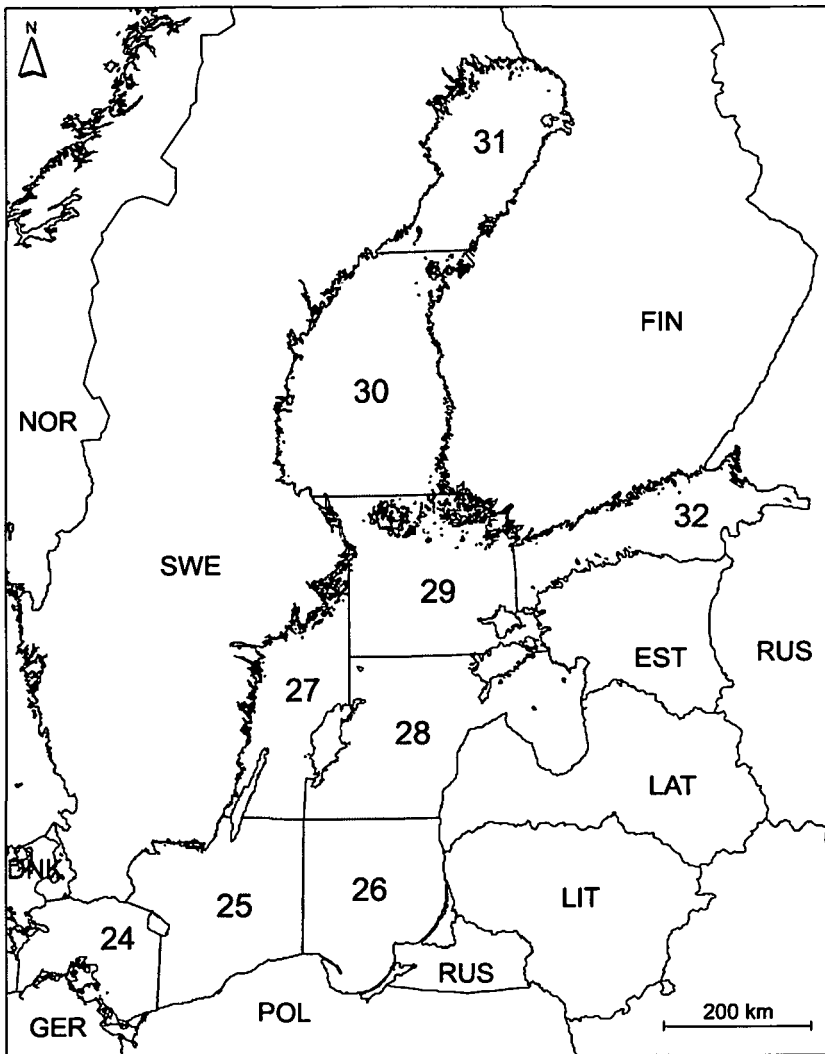 N
31
FIN
30
NOR
32
SWE
29
EST
RUS
27
28
LAT
DNK
25
26
LIT
24
RUS
200 km
POL
GER